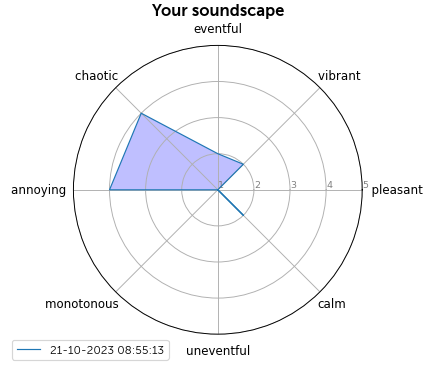 Your soundscape
eventful
chaotic
vibrant
annoying
1
2
3
4
5
pleasant
monotonous
calm
uneventful
21-10-2023 08:55:13